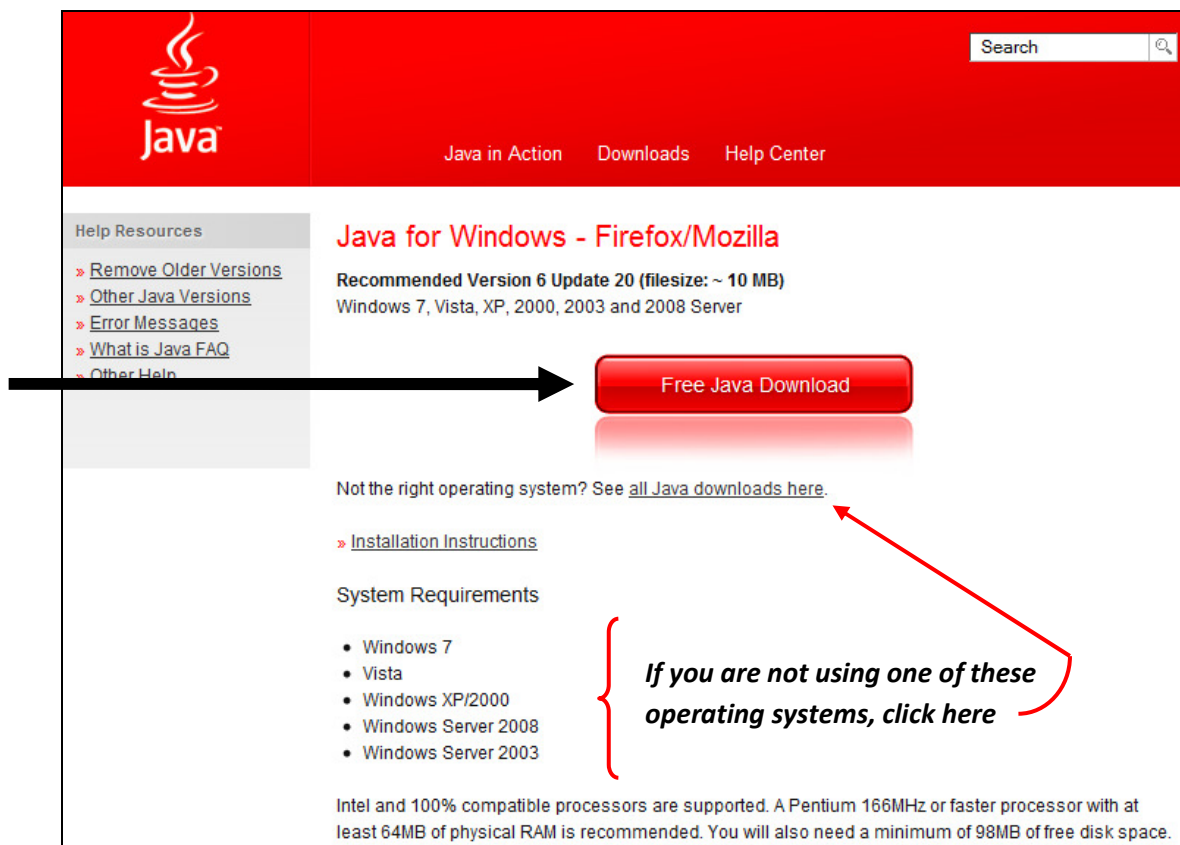 Search
Java™
Java in Action Downloads Help Center
Help Resources
» Remove Older Versions
» Other Java Versions
» Error Messages
» What is Java FAQ
» Other Help
Java for Windows - Firefox/Mozilla
Recommended Version 6 Update 20 (filesize: ~ 10 MB)
Windows 7, Vista, XP, 2000, 2003 and 2008 Server
Free Java Download
Not the right operating system? See all Java downloads here.
» Installation Instructions
System Requirements
• Windows 7
• Vista
• Windows XP/2000
• Windows Server 2008
• Windows Server 2003
If you are not using one of these
operating systems, click here
Intel and 100% compatible processors are supported. A Pentium 166MHz or faster processor with at
least 64MB of physical RAM is recommended. You will also need a minimum of 98MB of free disk space.